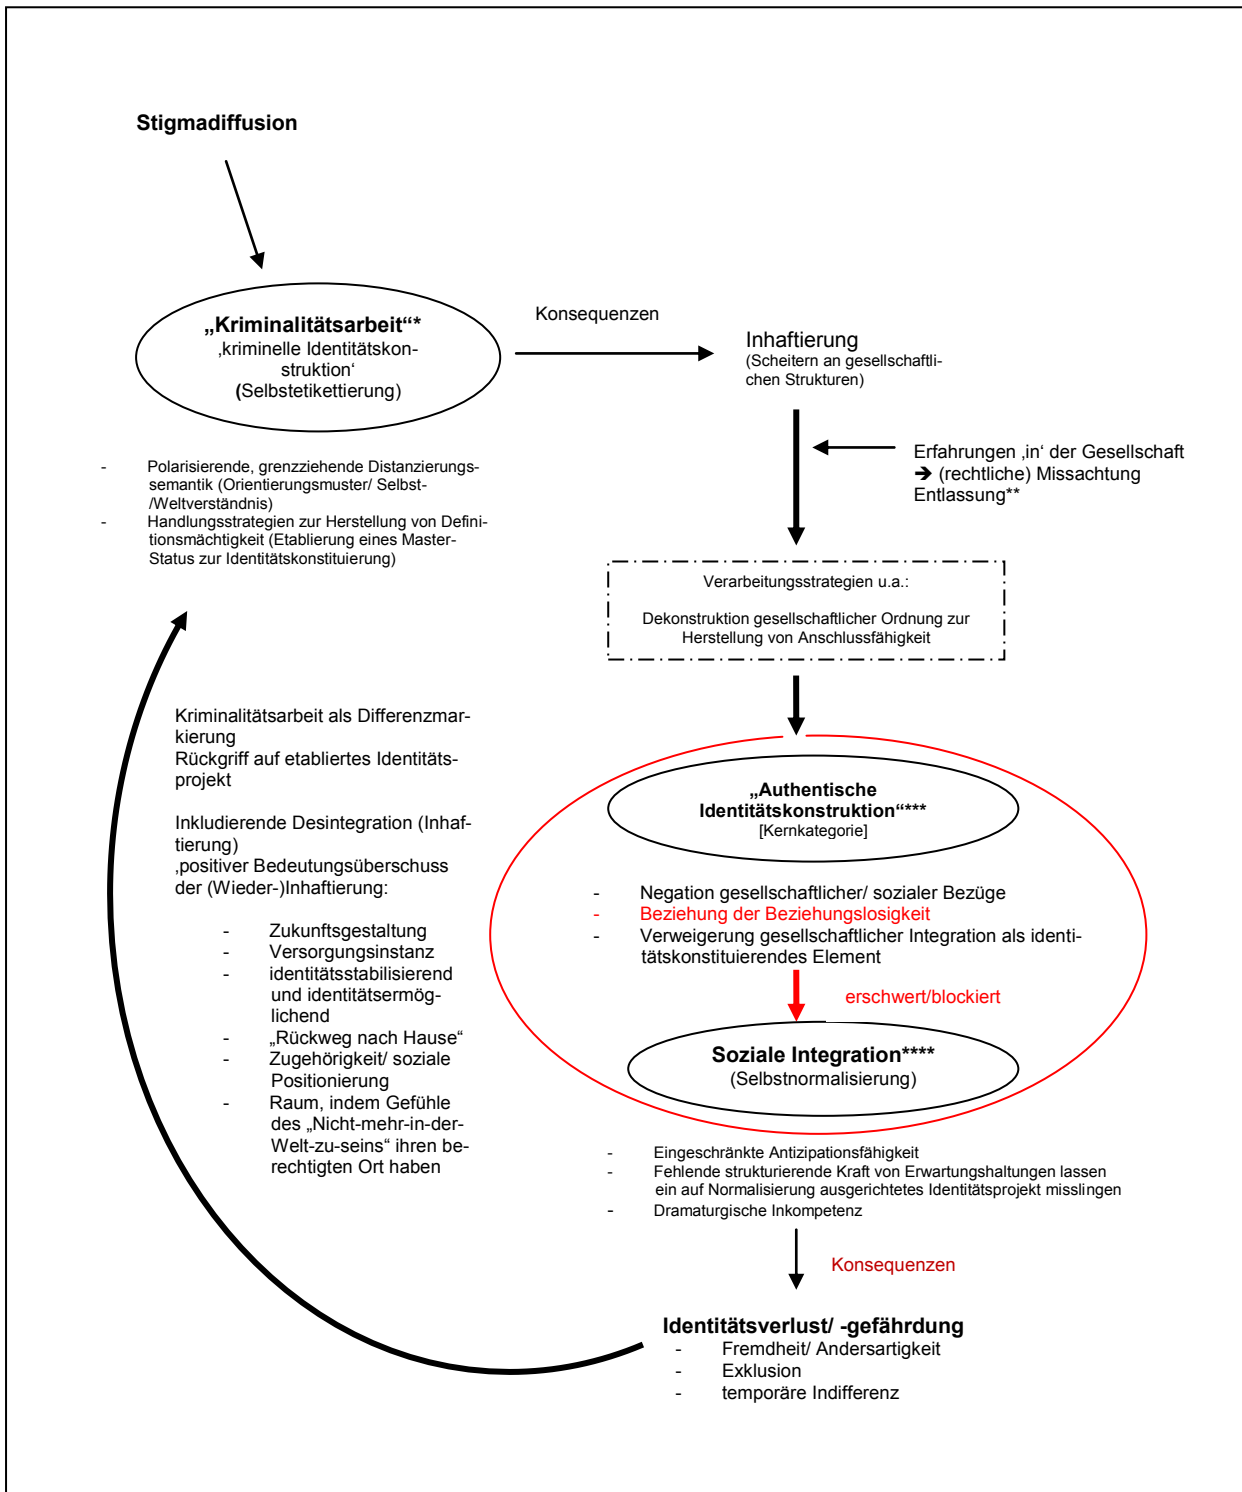 Stigmadiffusion
„Kriminalitätsarbeit“*
‚kriminelle Identitätskon-
struktion‘
(Selbstetikettierung)
Konsequenzen
Inhaftierung
(Scheitern an gesellschaftli-
chen Strukturen)
Erfahrungen ‚in‘ der Gesellschaft
➔ (rechtliche) Missachtung
Entlassung**
- Polarisierende, grenzziehende Distanzierungs-
semantik (Orientierungsmuster/ Selbst-
/Weltverständnis)
- Handlungsstrategien zur Herstellung von Defini-
tionsmächtigkeit (Etablierung eines Master-
Status zur Identitätskonstituierung)
Verarbeitungsstrategien u.a.:
Dekonstruktion gesellschaftlicher Ordnung zur
Herstellung von Anschlussfähigkeit
Kriminalitätsarbeit als Differenzmar-
kierung
Rückgriff auf etabliertes Identitäts-
projekt
Inkludierende Desintegration (Inhaf-
tierung)
‚positiver Bedeutungsüberschuss
der (Wieder-)Inhaftierung:
- Zukunftsgestaltung
- Versorgungsinstanz
- identitätsstabilisierend
und identitätsermög-
lichend
- „Rückweg nach Hause“
- Zugehörigkeit/ soziale
Positionierung
- Raum, indem Gefühle
des „Nicht-mehr-in-der-
Welt-zu-seins“ ihren be-
rechtigten Ort haben
„Authentische
Identitätskonstruktion“***
[Kernkategorie]
- Negation gesellschaftlicher/ sozialer Bezüge
- Beziehung der Beziehungslosigkeit
- Verweigerung gesellschaftlicher Integration als identi-
tätskonstituierendes Element
erschwert/blockiert
Soziale Integration****
(Selbstnormalisierung)
- Eingeschränkte Antizipationsfähigkeit
- Fehlende strukturierende Kraft von Erwartungshaltungen lassen
ein auf Normalisierung ausgerichtetes Identitätsprojekt misslingen
- Dramaturgische Inkompetenz
Konsequenzen
Identitätsverlust/ -gefährdung
- Fremdheit/ Andersartigkeit
- Exklusion
- temporäre Indifferenz